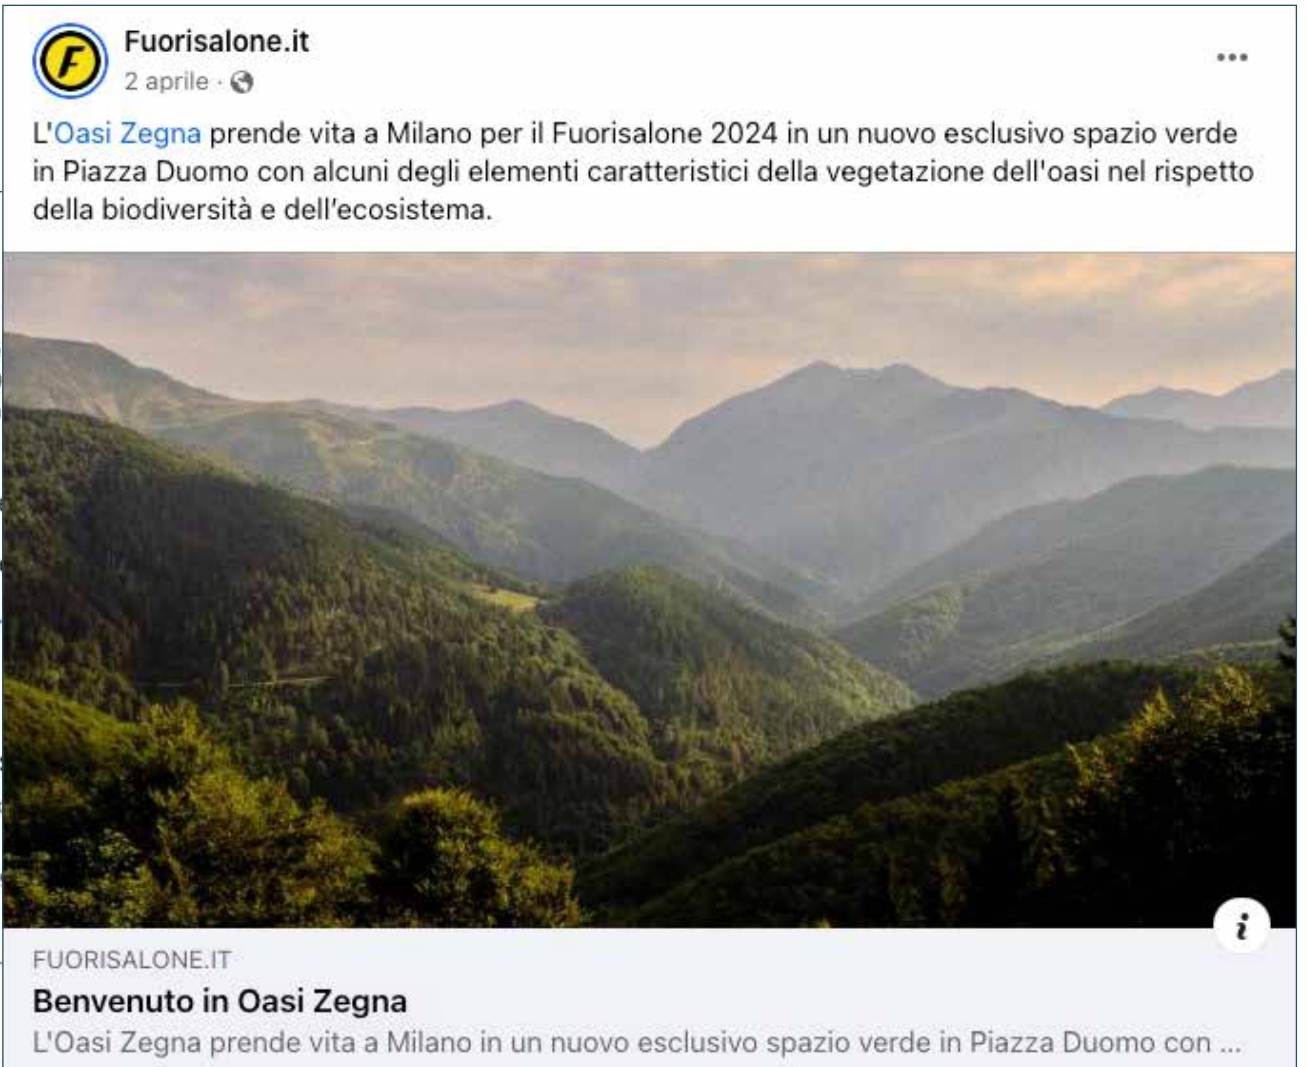 Fuorisalone.it
2 aprile ·
L'Oasi Zegna prende vita a Milano per il Fuorisalone 2024 in un nuovo esclusivo spazio verde
in Piazza Duomo con alcuni degli elementi caratteristici della vegetazione dell'oasi nel rispetto
della biodiversità e dell’ecosistema.
FUORISALONE.IT
Benvenuto in Oasi Zegna
L'Oasi Zegna prende vita a Milano in un nuovo esclusivo spazio verde in Piazza Duomo con ...